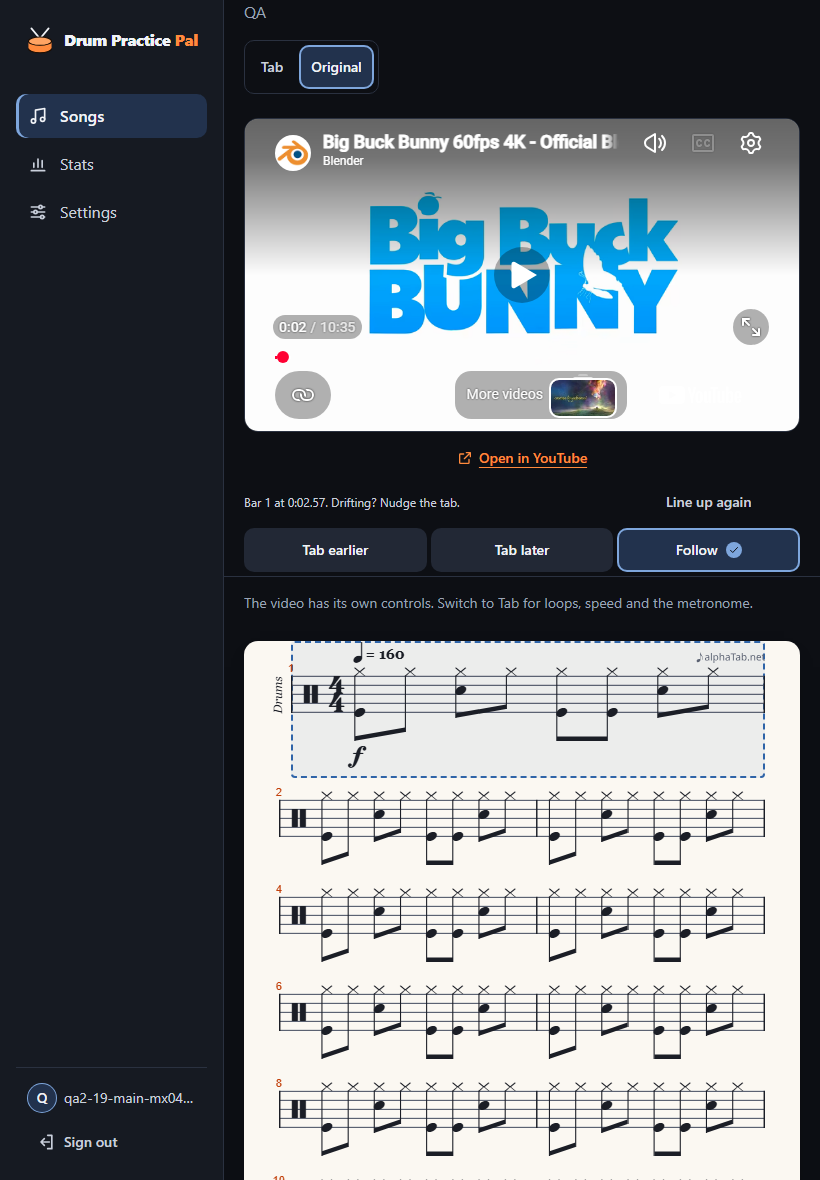 Drum Practice Pal
Songs
Stats
Settings
qa2-19-main-mx04...
Sign out
QA
Tab
Original
Big Buck Bunny 60fps 4K - Official Bl
Blender
CC
Big Buck
BUNNY
0:02 / 10:35
More videos
Open in YouTube
Bar 1 at 0:02.57. Drifting? Nudge the tab.
Line up again
Tab earlier
Tab later
Follow
The video has its own controls. Switch to Tab for loops, speed and the metronome.
= 160
alphaTab.net
1
Drums
4
4
f
2
4
6
8
10
Q